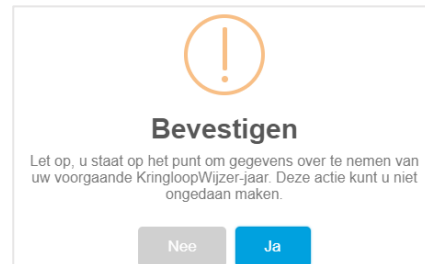 Bevestigen
Let op, u staat op het punt om gegevens over te nemen van
uw voorgaande KringloopWijzer-jaar. Deze actie kunt u niet
ongedaan maken.
Nee Ja